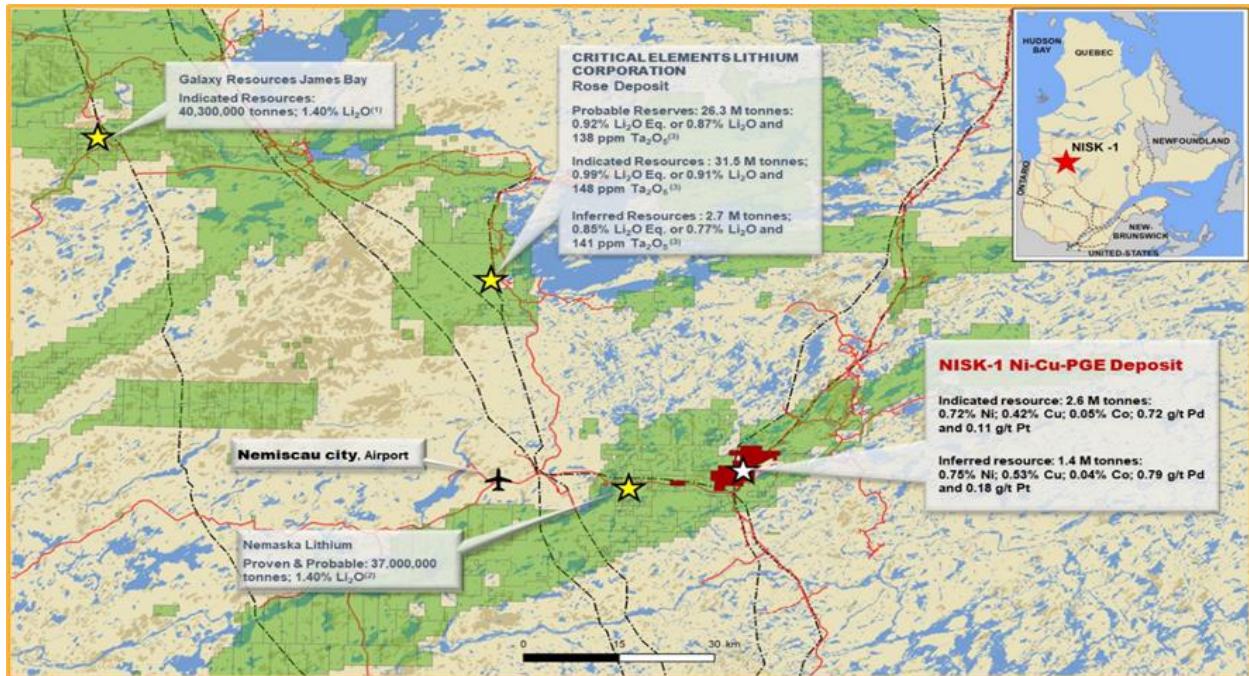 Galaxy Resources James Bay
Indicated Resources:
40,300,000 tonnes; 1.40% Li₂O⁽¹⁾
CRITICAL ELEMENTS LITHIUM
CORPORATION
Rose Deposit
Probable Reserves: 26.3 M tonnes:
0.92% Li₂O Eq. or 0.87% Li₂O and
138 ppm Ta₂O₅⁽³⁾
Indicated Resources : 31.5 M tonnes;
0.99% Li₂O Eq. or 0.91% Li₂O and
148 ppm Ta₂O₅⁽³⁾
Inferred Resources : 2.7 M tonnes;
0.85% Li₂O Eq. or 0.77% Li₂O and
141 ppm Ta₂O₅⁽³⁾
HUDSON
BAY
QUEBEC
NEWFOUNDLAND
NISK -1
ONTARIO
NEW-
BRUNSWICK
UNITED-STATES
NISK-1 Ni-Cu-PGE Deposit
Indicated resource: 2.6 M tonnes:
0.72% Ni; 0.42% Cu; 0.05% Co; 0.72 g/t Pd
and 0.11 g/t Pt
Inferred resource: 1.4 M tonnes:
0.75% Ni; 0.53% Cu; 0.04% Co; 0.79 g/t Pd
and 0.18 g/t Pt
Nemiscau city, Airport
Nemaska Lithium
Proven & Probable: 37,000,000
tonnes; 1.40% Li₂O⁽²⁾
0 15 30 km